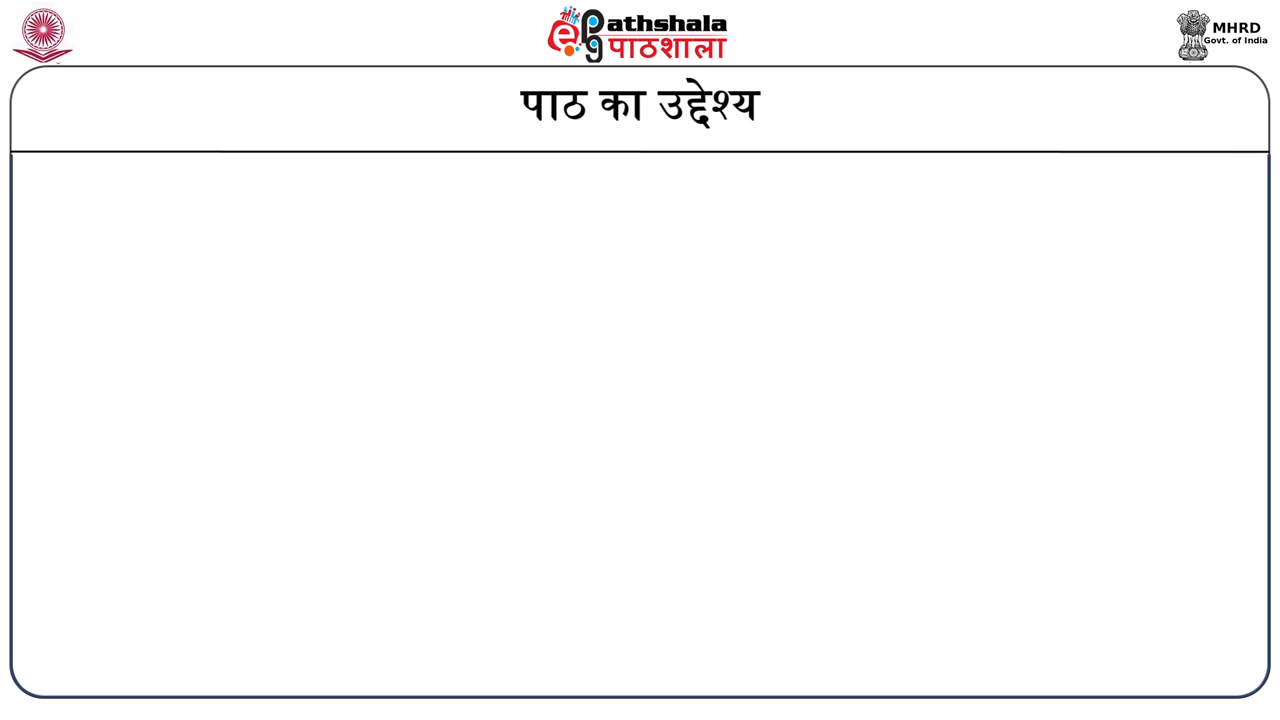 Pathshala
पाठशाला
MHRD
Govt. of India
पाठ का उद्देश्य